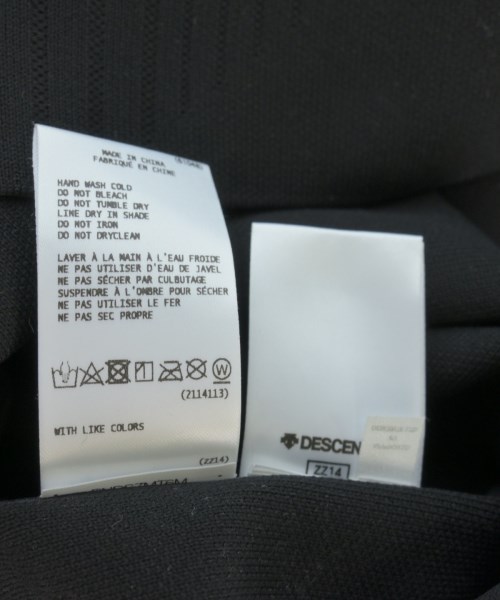 MADE IN CHINA
FABRIQUÉ EN CHINE
HAND WASH COLD
DO NOT BLEACH
DO NOT TUMBLE DRY
LINE DRY IN SHADE
DO NOT IRON
DO NOT DRYCLEAN
LAVER À LA MAIN À L'EAU FROIDE
NE PAS UTILISER D'EAU DE JAVEL
NE PAS SÉCHER PAR CULBUTAGE
SUSPENDRE À L'OMBRE POUR SÉCHER
NE PAS UTILISER LE FER
NE PAS SEC PROPRE
W
(2114113)
WITH LIKE COLORS
(ZZ14)
DESCEN
ZZ14